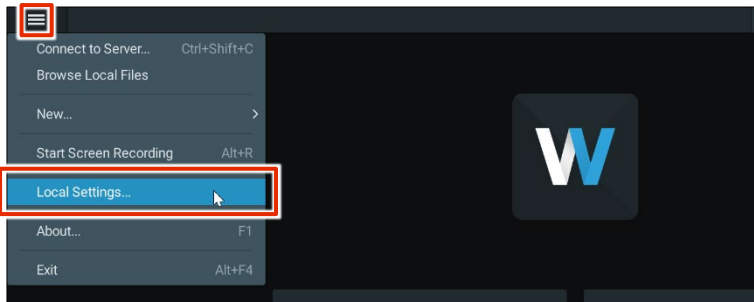 Connect to Server... Ctrl+Shift+C
Browse Local Files
New...
Start Screen Recording Alt+R
Local Settings...
About... F1
Exit Alt+F4
W